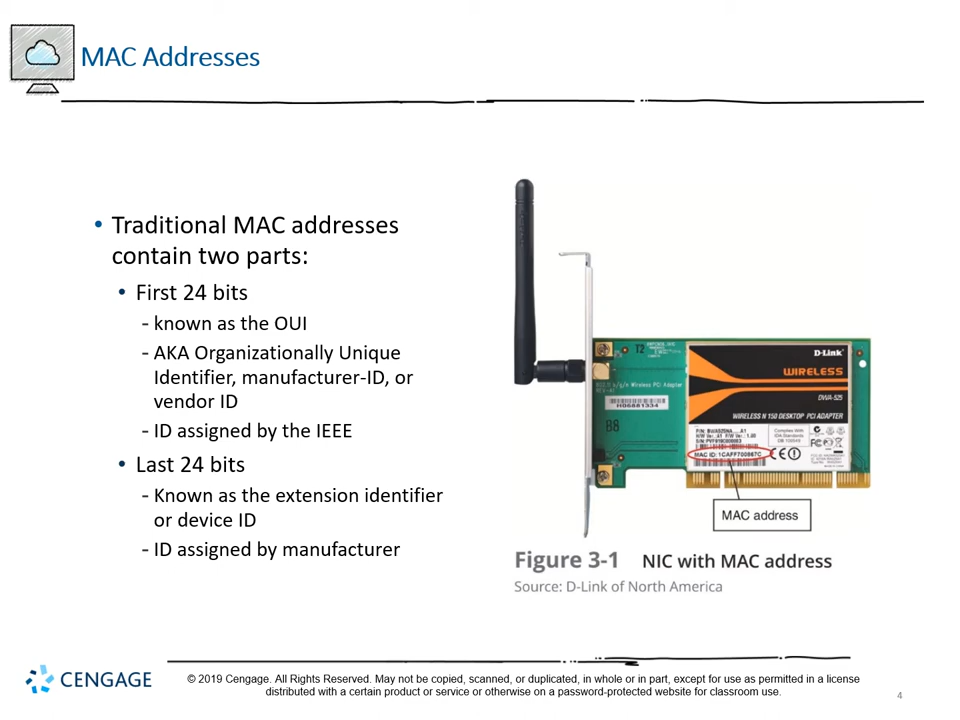 MAC Addresses
• Traditional MAC addresses
contain two parts:
• First 24 bits
- known as the OUI
- AKA Organizationally Unique
Identifier, manufacturer-ID, or
vendor ID
- ID assigned by the IEEE
• Last 24 bits
- Known as the extension identifier
or device ID
- ID assigned by manufacturer
D-Link
WIRELESS
DWA-525
WIRELESS N 150 DESKTOP PCI ADAPTER
Wireless PCI Adapter
MAC address
Figure 3-1 NIC with MAC address
Source: D-Link of North America
CENGAGE
© 2019 Cengage. All Rights Reserved. May not be copied, scanned, or duplicated, in whole or in part, except for use as permitted in a license
distributed with a certain product or service or otherwise on a password-protected website for classroom use.
4